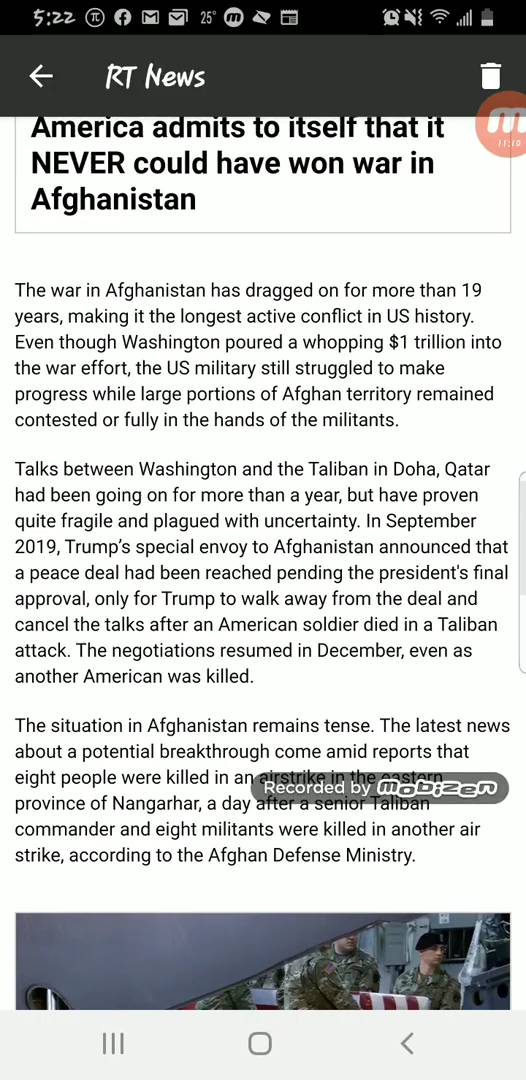 5:22
25°
RT News
11:10
America admits to itself that it
NEVER could have won war in
Afghanistan
The war in Afghanistan has dragged on for more than 19
years, making it the longest active conflict in US history.
Even though Washington poured a whopping $1 trillion into
the war effort, the US military still struggled to make
progress while large portions of Afghan territory remained
contested or fully in the hands of the militants.
Talks between Washington and the Taliban in Doha, Qatar
had been going on for more than a year, but have proven
quite fragile and plagued with uncertainty. In September
2019, Trump’s special envoy to Afghanistan announced that
a peace deal had been reached pending the president's final
approval, only for Trump to walk away from the deal and
cancel the talks after an American soldier died in a Taliban
attack. The negotiations resumed in December, even as
another American was killed.
The situation in Afghanistan remains tense. The latest news
about a potential breakthrough come amid reports that
eight people were killed in an airstrike in the eastern
Recorded by mobizen
province of Nangarhar, a day after a senior Taliban
commander and eight militants were killed in another air
strike, according to the Afghan Defense Ministry.